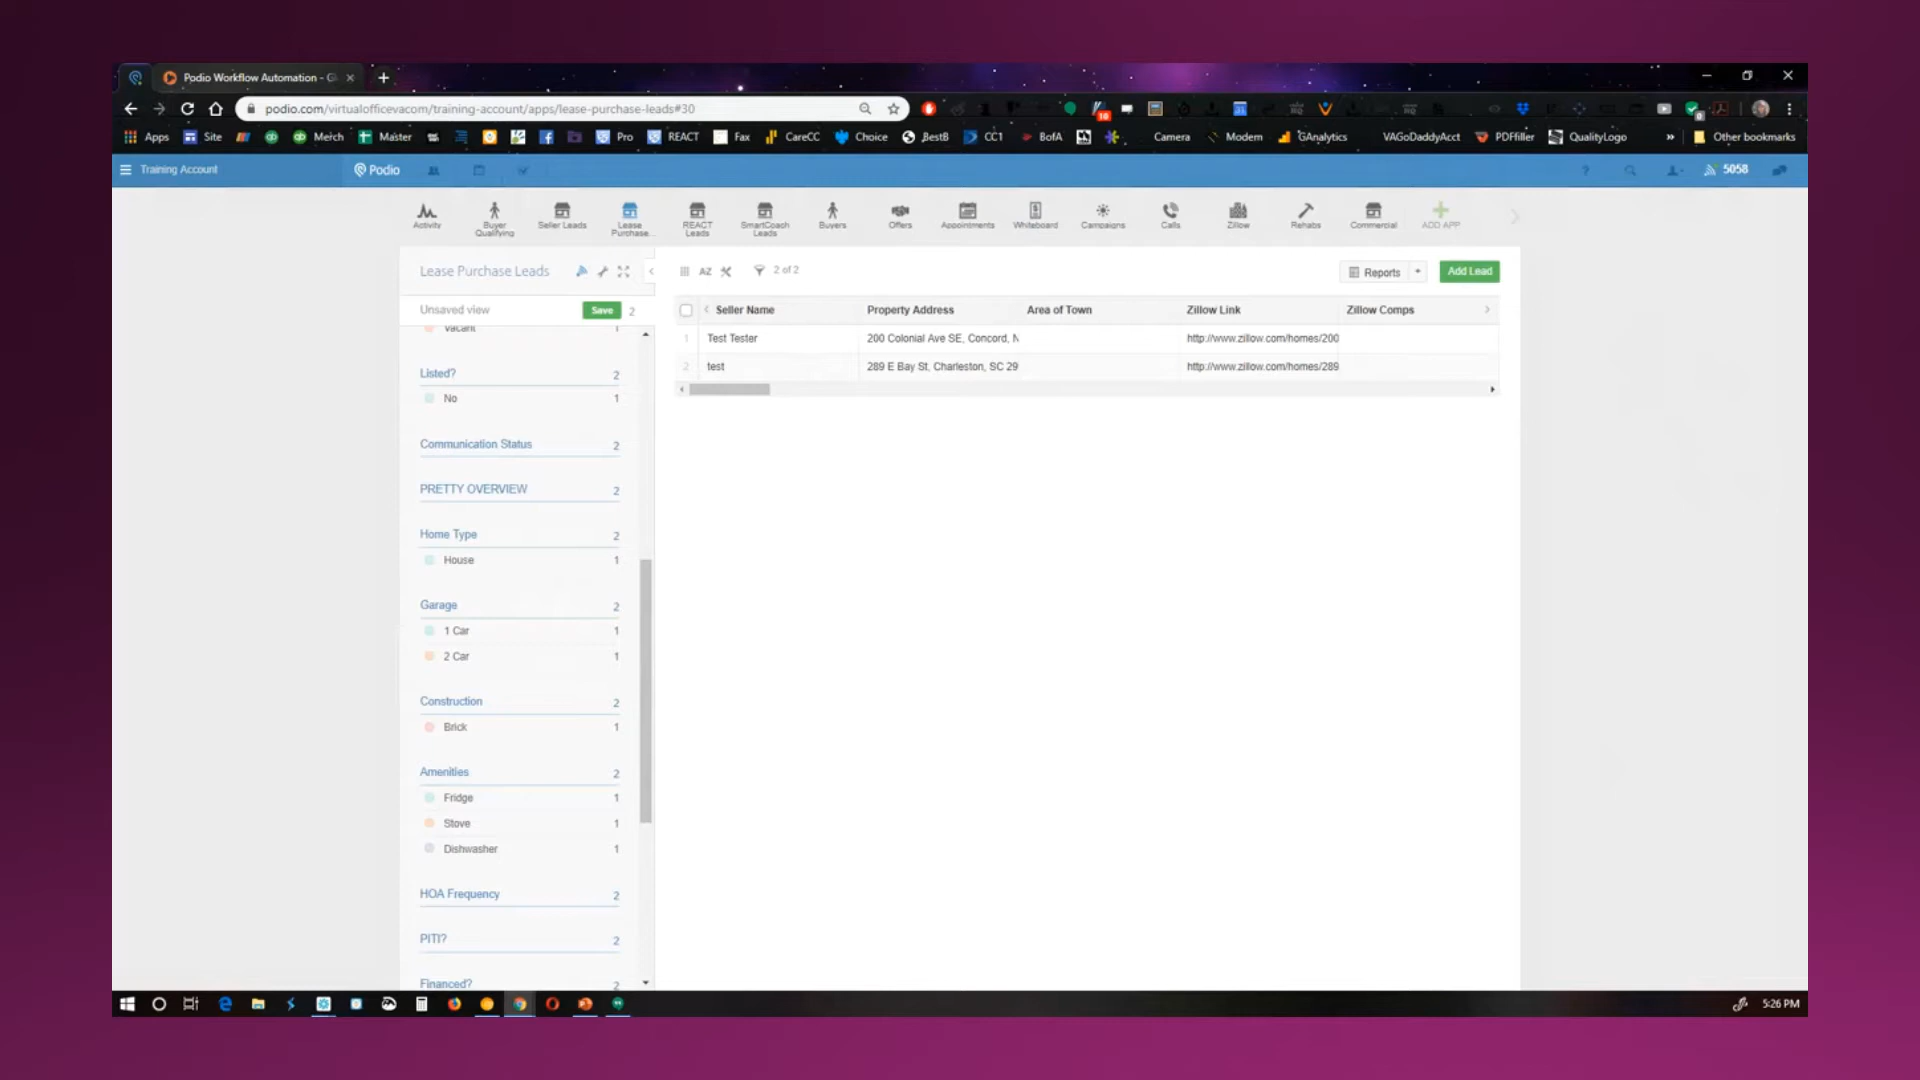 Podio Workflow Automation - G
podio.com/virtualofficevacom/training-account/apps/lease-purchase-leads#30
Apps Site Merch Master Pro REACT Fax CareCC Choice BestB CC1 BofA Camera Modem GAnalytics VAGoDaddyAcct PDFfiller QualityLogo » Other bookmarks
Training Account Podio ? 5058
Activity
Buyer Qualifying
Seller Leads
Lease Purchase...
REACT Leads
SmartCoach Leads
Buyers
Offers
Appointments
Whiteboard
Campaigns
Calls
Zillow
Rehabs
Commercial
ADD APP
Lease Purchase Leads
AZ 2 of 2
Reports
Add Lead
Unsaved view Save 2
Seller Name Property Address Area of Town Zillow Link Zillow Comps
1 Test Tester 200 Colonial Ave SE, Concord, N http://www.zillow.com/homes/200
2 test 289 E Bay St, Charleston, SC 29 http://www.zillow.com/homes/289
Vacant 1
Listed? 2
No 1
Communication Status 2
PRETTY OVERVIEW 2
Home Type 2
House 1
Garage 2
1 Car 1
2 Car 1
Construction 2
Brick 1
Amenities 2
Fridge 1
Stove 1
Dishwasher 1
HOA Frequency 2
PITI? 2
Financed? 2
5:26 PM